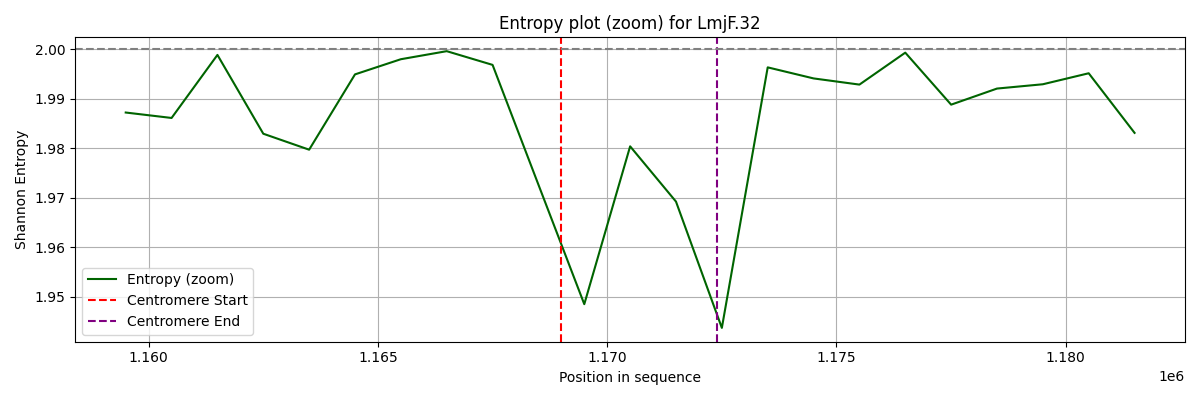 Entropy plot (zoom) for LmjF.32
Shannon Entropy
2.00
1.99
1.98
1.97
1.96
1.95
Entropy (zoom)
Centromere Start
Centromere End
1.160 1.165 1.170 1.175 1.180
1e6
Position in sequence